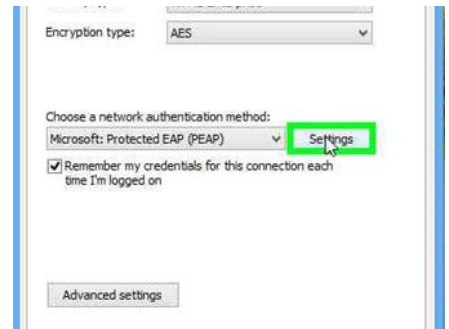 Encryption type:
AES
Choose a network authentication method:
Microsoft: Protected EAP (PEAP)
Settings
Remember my credentials for this connection each
time I'm logged on
Advanced settings